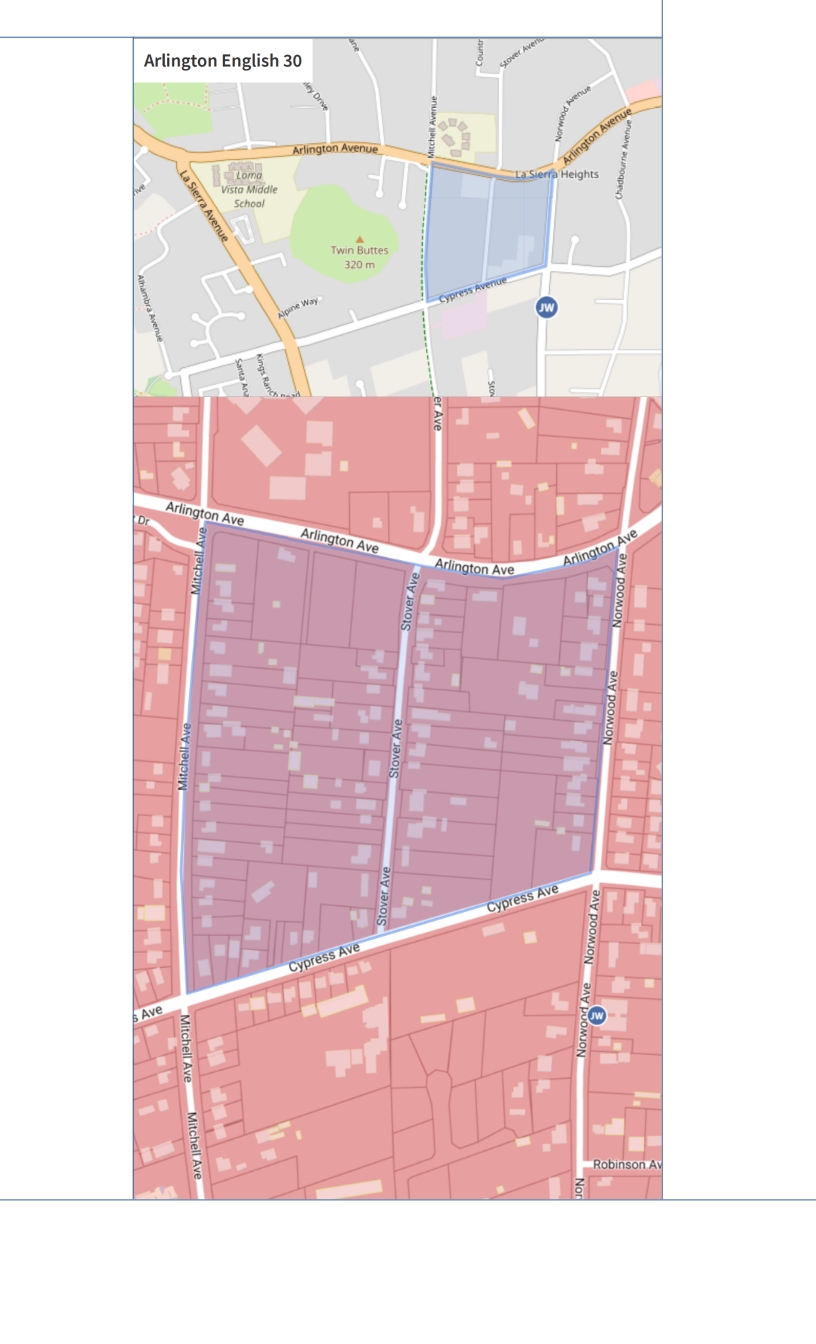 Arlington English 30
Stover Avenue
Mitchell Avenue
Norwood Avenue
Arlington Avenue
Arlington Avenue
Chadbourne Avenue
La Sierra Heights
Loma
Vista Middle
School
La Sierra Avenue
Twin Buttes
320 m
Cypress Avenue
Alhambra Avenue
Alpine Way
JW
Kings Ranch Road
Santa Ana
Arlington Ave
Dr
Arlington Ave
Arlington Ave
Arlington Ave
Mitchell Ave
Stover Ave
Norwood Ave
Norwood Ave
Mitchell Ave
Stover Ave
Stover Ave
Cypress Ave
Norwood Ave
Cypress Ave
s Ave
JW
Norwood Ave
Mitchell Ave
Mitchell Ave
Robinson Av
Nor